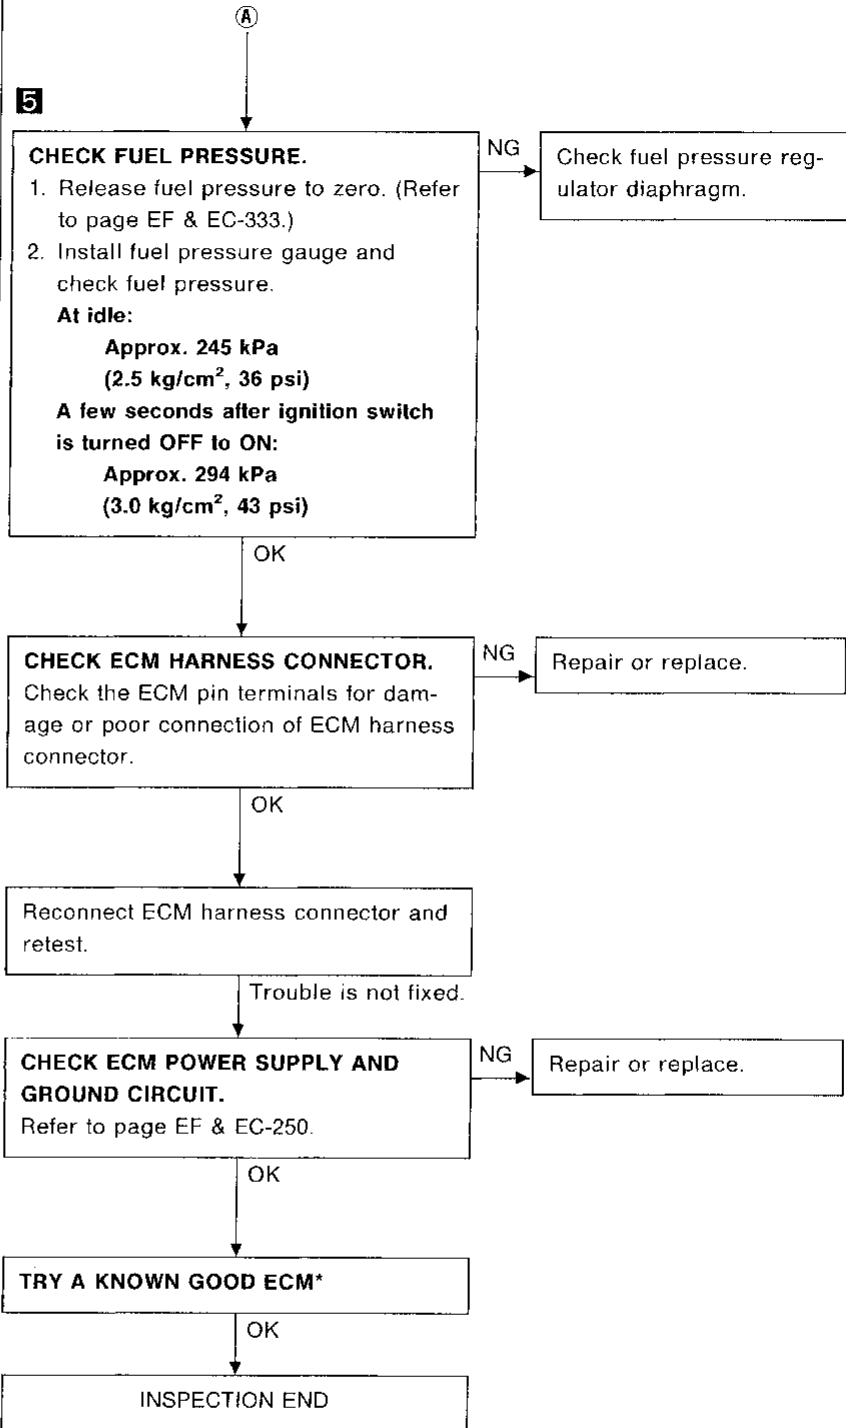 A
5
CHECK FUEL PRESSURE.
1. Release fuel pressure to zero. (Refer
to page EF & EC-333.)
2. Install fuel pressure gauge and
check fuel pressure.
At idle:
Approx. 245 kPa
(2.5 kg/cm², 36 psi)
A few seconds after ignition switch
is turned OFF to ON:
Approx. 294 kPa
(3.0 kg/cm², 43 psi)
NG
Check fuel pressure reg-
ulator diaphragm.
OK
CHECK ECM HARNESS CONNECTOR.
Check the ECM pin terminals for dam-
age or poor connection of ECM harness
connector.
NG
Repair or replace.
OK
Reconnect ECM harness connector and
retest.
Trouble is not fixed.
CHECK ECM POWER SUPPLY AND
GROUND CIRCUIT.
Refer to page EF & EC-250.
NG
Repair or replace.
OK
TRY A KNOWN GOOD ECM*
OK
INSPECTION END